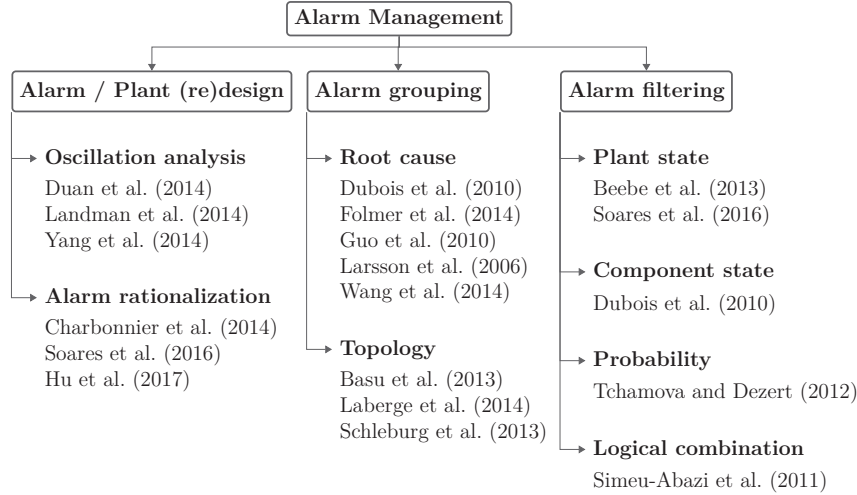 Alarm Management
Alarm / Plant (re)design
Oscillation analysis
Duan et al. (2014)
Landman et al. (2014)
Yang et al. (2014)
Alarm rationalization
Charbonnier et al. (2014)
Soares et al. (2016)
Hu et al. (2017)
Alarm grouping
Root cause
Dubois et al. (2010)
Folmer et al. (2014)
Guo et al. (2010)
Larsson et al. (2006)
Wang et al. (2014)
Topology
Basu et al. (2013)
Laberge et al. (2014)
Schleburg et al. (2013)
Alarm filtering
Plant state
Beebe et al. (2013)
Soares et al. (2016)
Component state
Dubois et al. (2010)
Probability
Tchamova and Dezert (2012)
Logical combination
Simeu-Abazi et al. (2011)